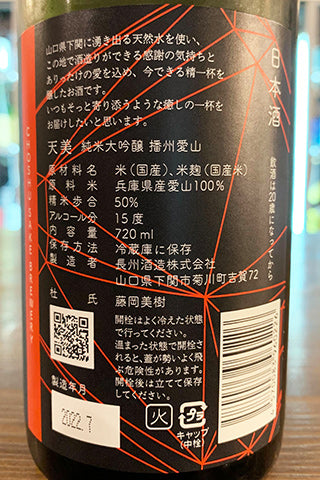 山口県下関に湧き出る天然水を使い、
この地で酒造りができる感謝の気持ちと
ありったけの愛を込め、今できる精一杯を
醸したお酒です。
いつもそっと寄り添うような癒しの一杯を
お届けしたいと思います。
天美 純米大吟醸 播州愛山
原材料名 米(国産)、米麹(国産米)
原料米 兵庫県産愛山100%
精米歩合 50%
アルコール分 15度
内容量 720ml
保存方法 冷蔵庫に保存
製造者 長州酒造株式会社
山口県下関市菊川町古賀72
杜氏 藤岡美樹
開栓はよく冷えた状態
で行ってください。
温まった状態で開栓さ
れると、蓋が勢いよく飛
ぶ危険性があります。
開栓後は立てて保存
してください。
製造年月
2022.7
火
キャップ
(中栓)
日本酒
飲酒は20歳になってから
CHOSHU SAKE BREWERY